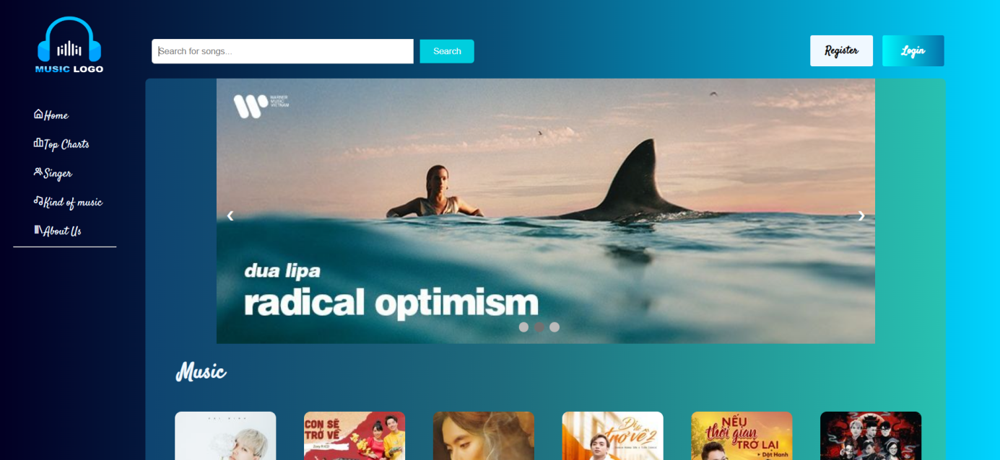 MUSIC LOGO
Search for songs...
Search
Register
Login
Home
Top Charts
Singer
Kind of music
About Us
WARNER
MUSIC
VIETNAM
‹
›
dua lipa
radical optimism
Music
CON SẼ
TRỞ VỀ
Đi
trở về 2
NẾU
thời gian
TRỞ LẠI
• Dật Hanh